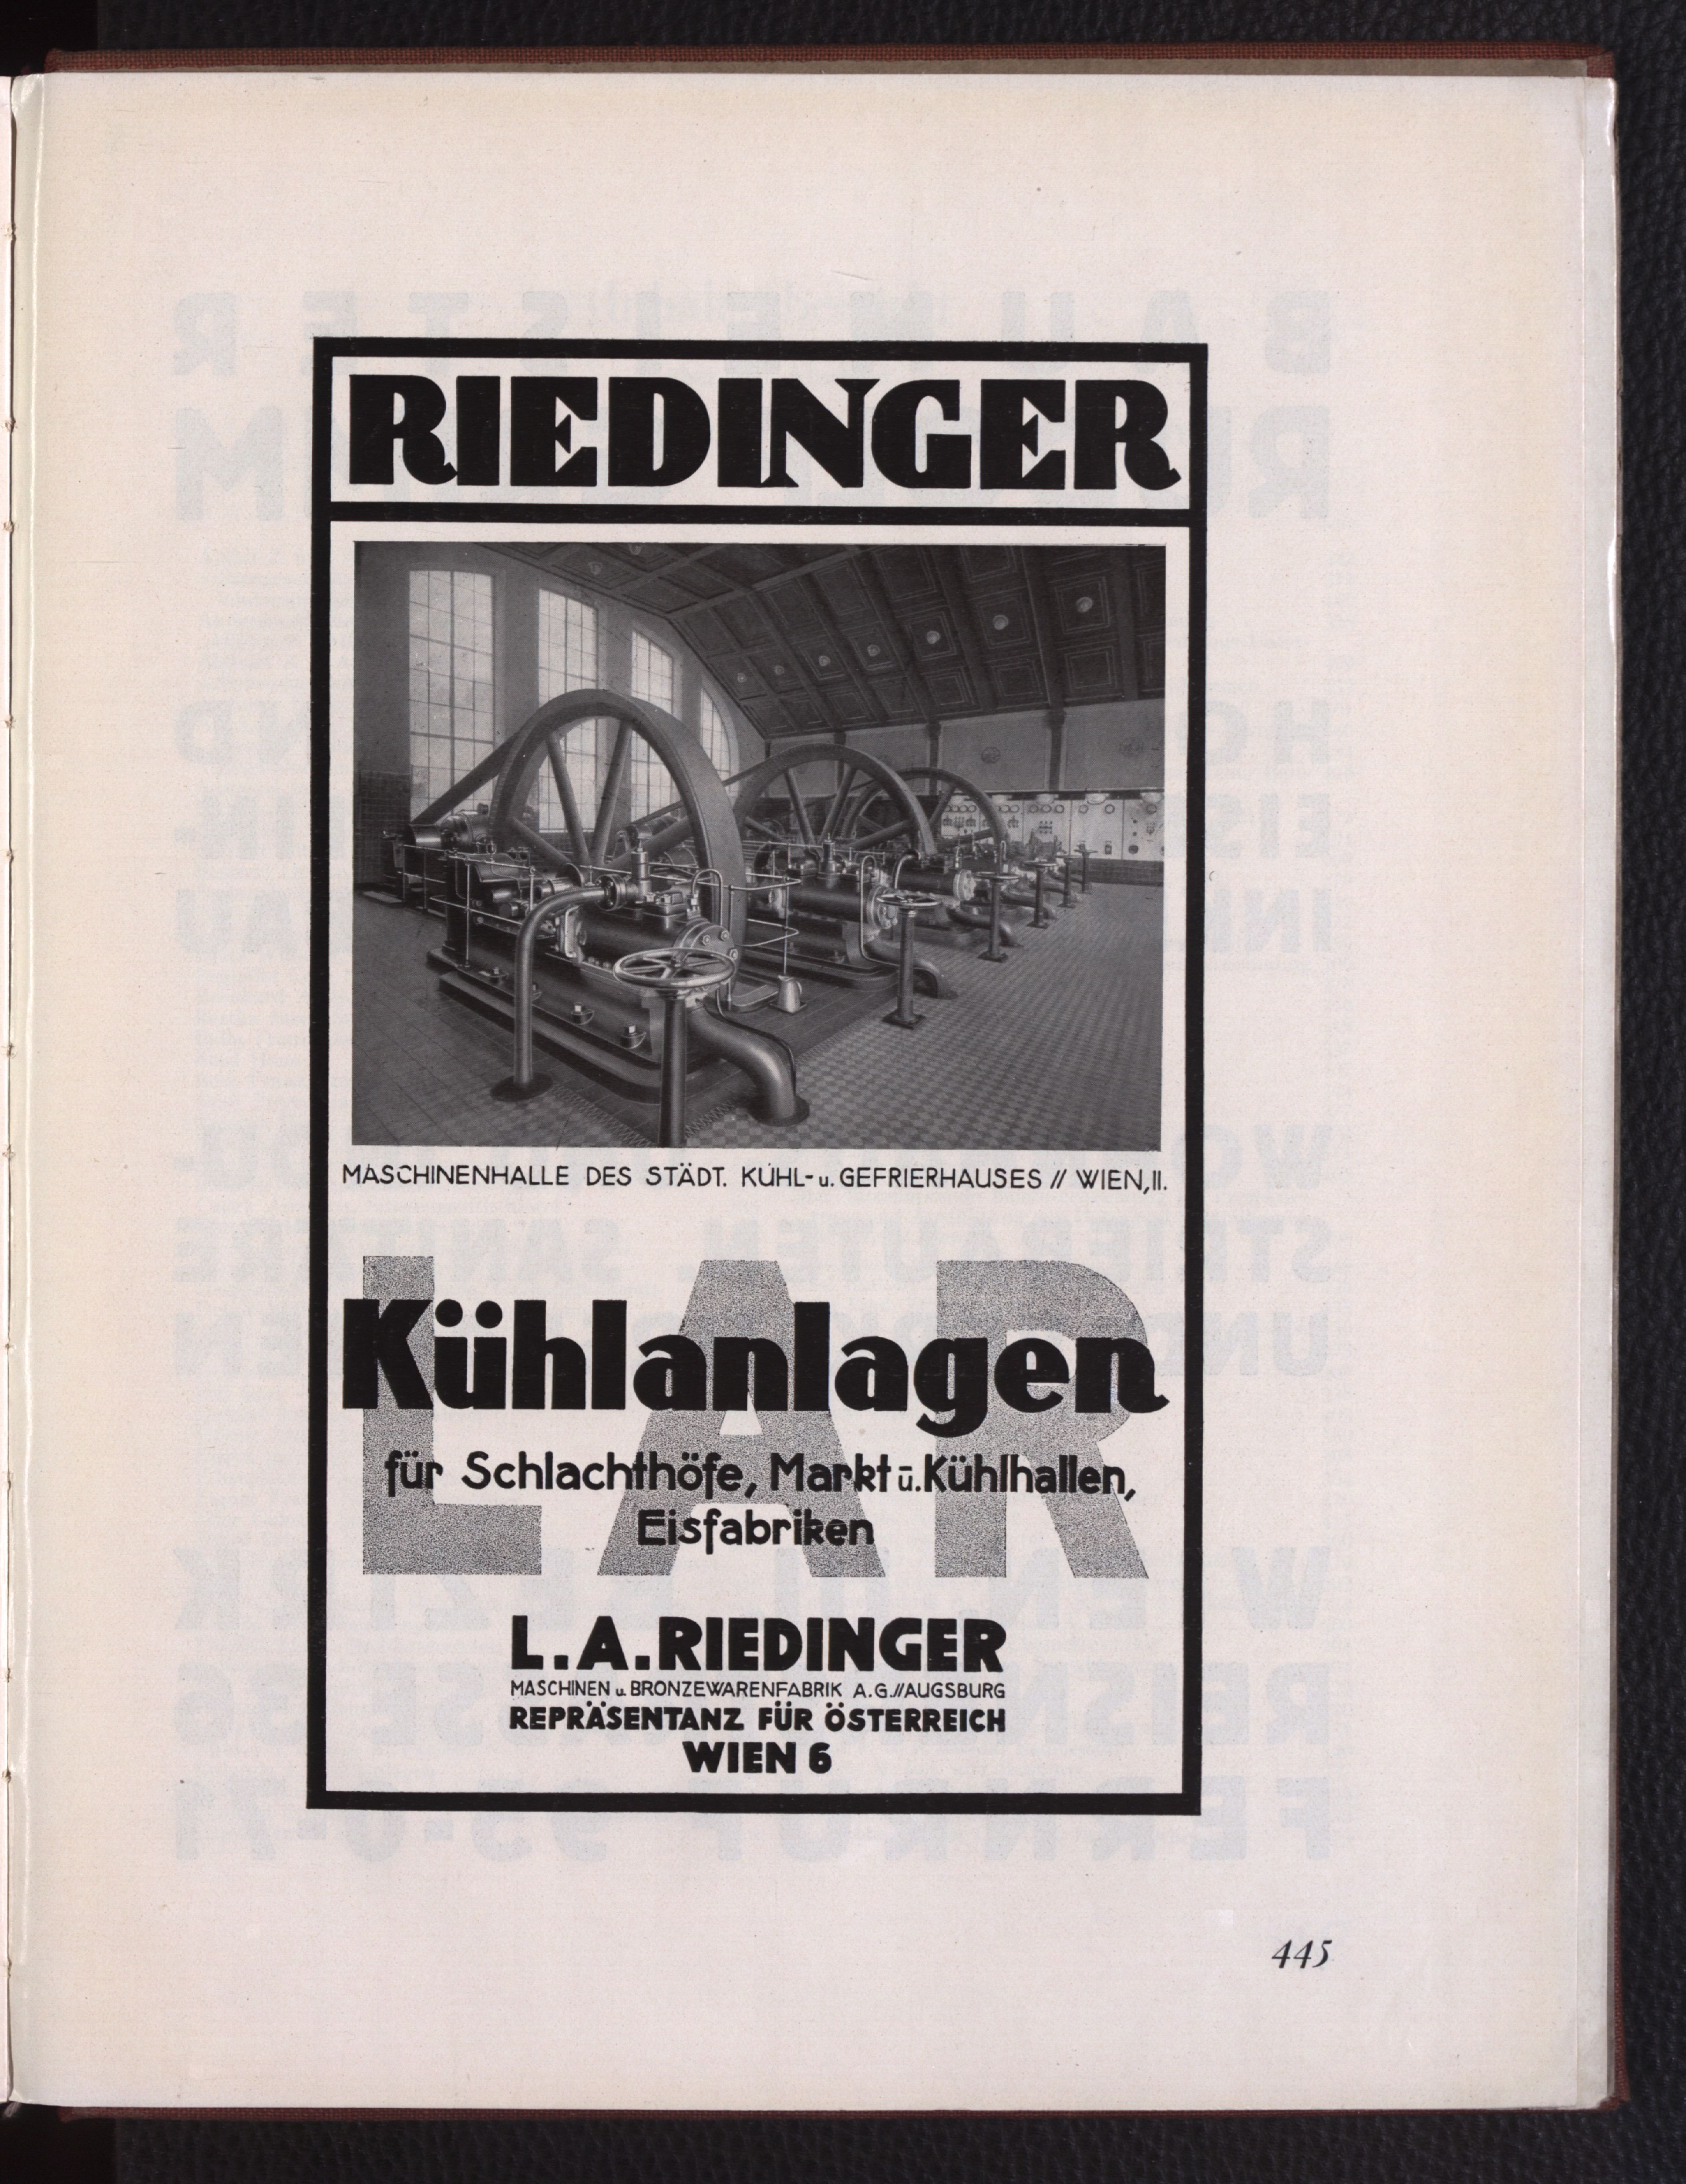 RIEDINGER
MASCHINENHALLE DES STÄDT. KÜHL- u. GEFRIERHAUSES // WIEN, II.
LAR
Kühlanlagen
für Schlachthöfe, Markt ū. Kühlhallen,
Eisfabriken
L. A. RIEDINGER
MASCHINEN u. BRONZEWARENFABRIK A. G. // AUGSBURG
REPRÄSENTANZ FÜR ÖSTERREICH
WIEN 6
445